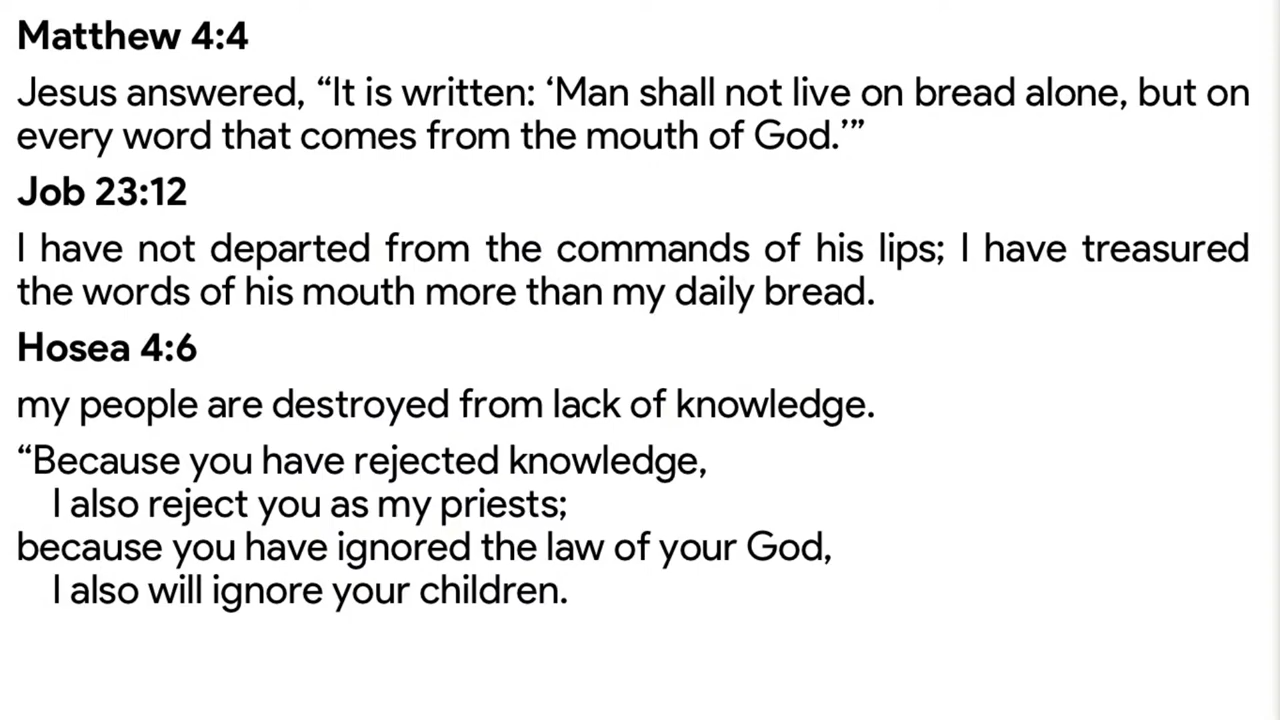 Matthew 4:4
Jesus answered, “It is written: ‘Man shall not live on bread alone, but on
every word that comes from the mouth of God.’”
Job 23:12
I have not departed from the commands of his lips; I have treasured
the words of his mouth more than my daily bread.
Hosea 4:6
my people are destroyed from lack of knowledge.
“Because you have rejected knowledge,
I also reject you as my priests;
because you have ignored the law of your God,
I also will ignore your children.